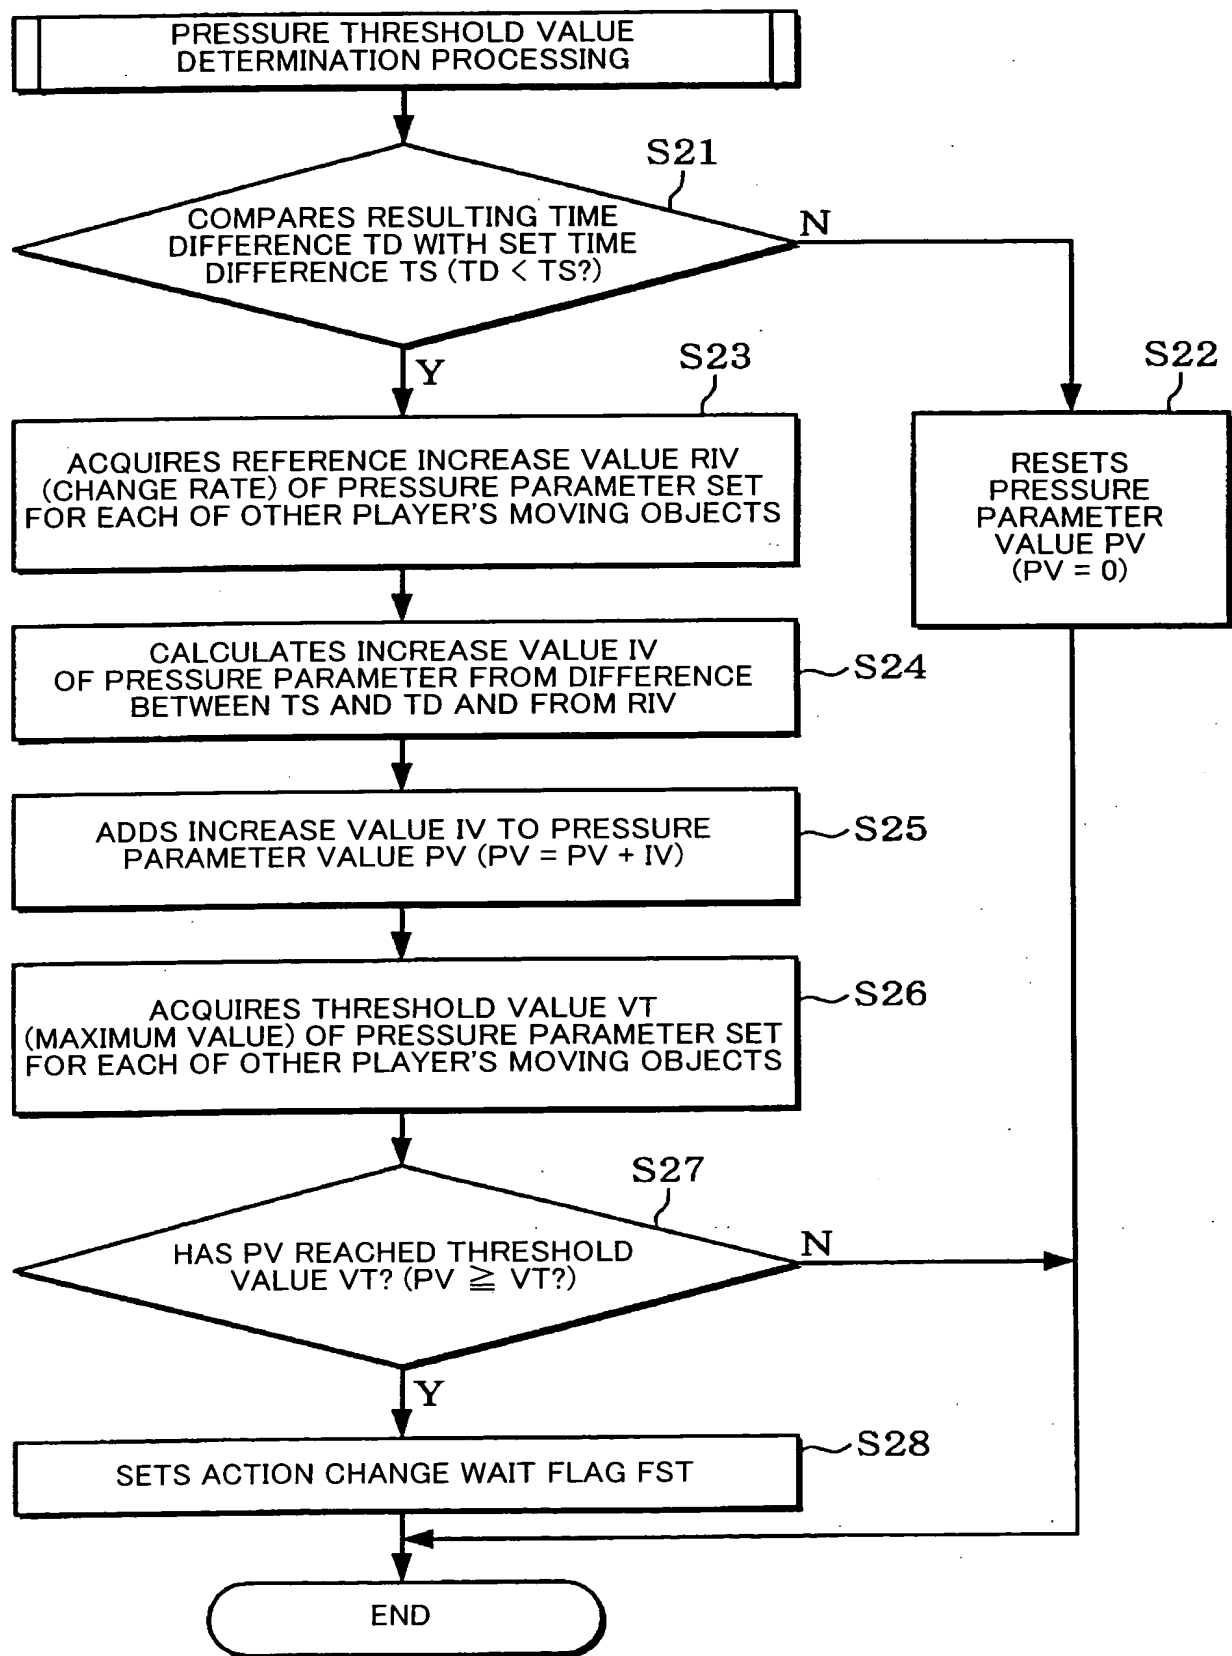 PRESSURE THRESHOLD VALUE
DETERMINATION PROCESSING
S21
COMPARES RESULTING TIME
DIFFERENCE TD WITH SET TIME
DIFFERENCE TS (TD < TS?)
N
Y
S23
S22
ACQUIRES REFERENCE INCREASE VALUE RIV
(CHANGE RATE) OF PRESSURE PARAMETER SET
FOR EACH OF OTHER PLAYER'S MOVING OBJECTS
RESETS
PRESSURE
PARAMETER
VALUE PV
(PV = 0)
CALCULATES INCREASE VALUE IV
OF PRESSURE PARAMETER FROM DIFFERENCE
BETWEEN TS AND TD AND FROM RIV
S24
ADDS INCREASE VALUE IV TO PRESSURE
PARAMETER VALUE PV (PV = PV + IV)
S25
ACQUIRES THRESHOLD VALUE VT
(MAXIMUM VALUE) OF PRESSURE PARAMETER SET
FOR EACH OF OTHER PLAYER'S MOVING OBJECTS
S26
S27
HAS PV REACHED THRESHOLD
VALUE VT? (PV ≧ VT?)
N
Y
SETS ACTION CHANGE WAIT FLAG FST
S28
END